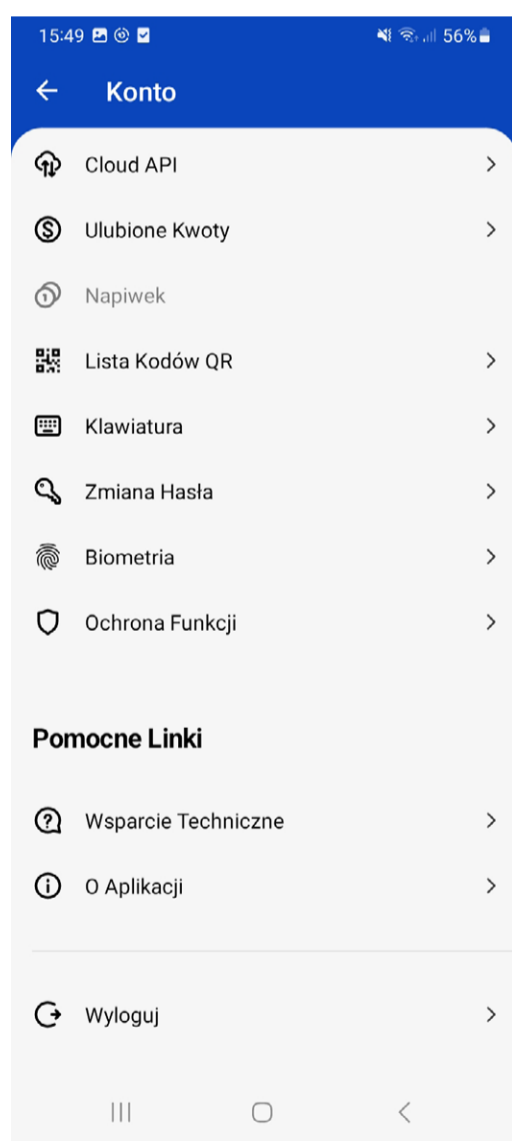 15:49 56%
Konto
Cloud API
Ulubione Kwoty
Napiwek
Lista Kodów QR
Klawiatura
Zmiana Hasła
Biometria
Ochrona Funkcji
Pomocne Linki
Wsparcie Techniczne
O Aplikacji
Wyloguj